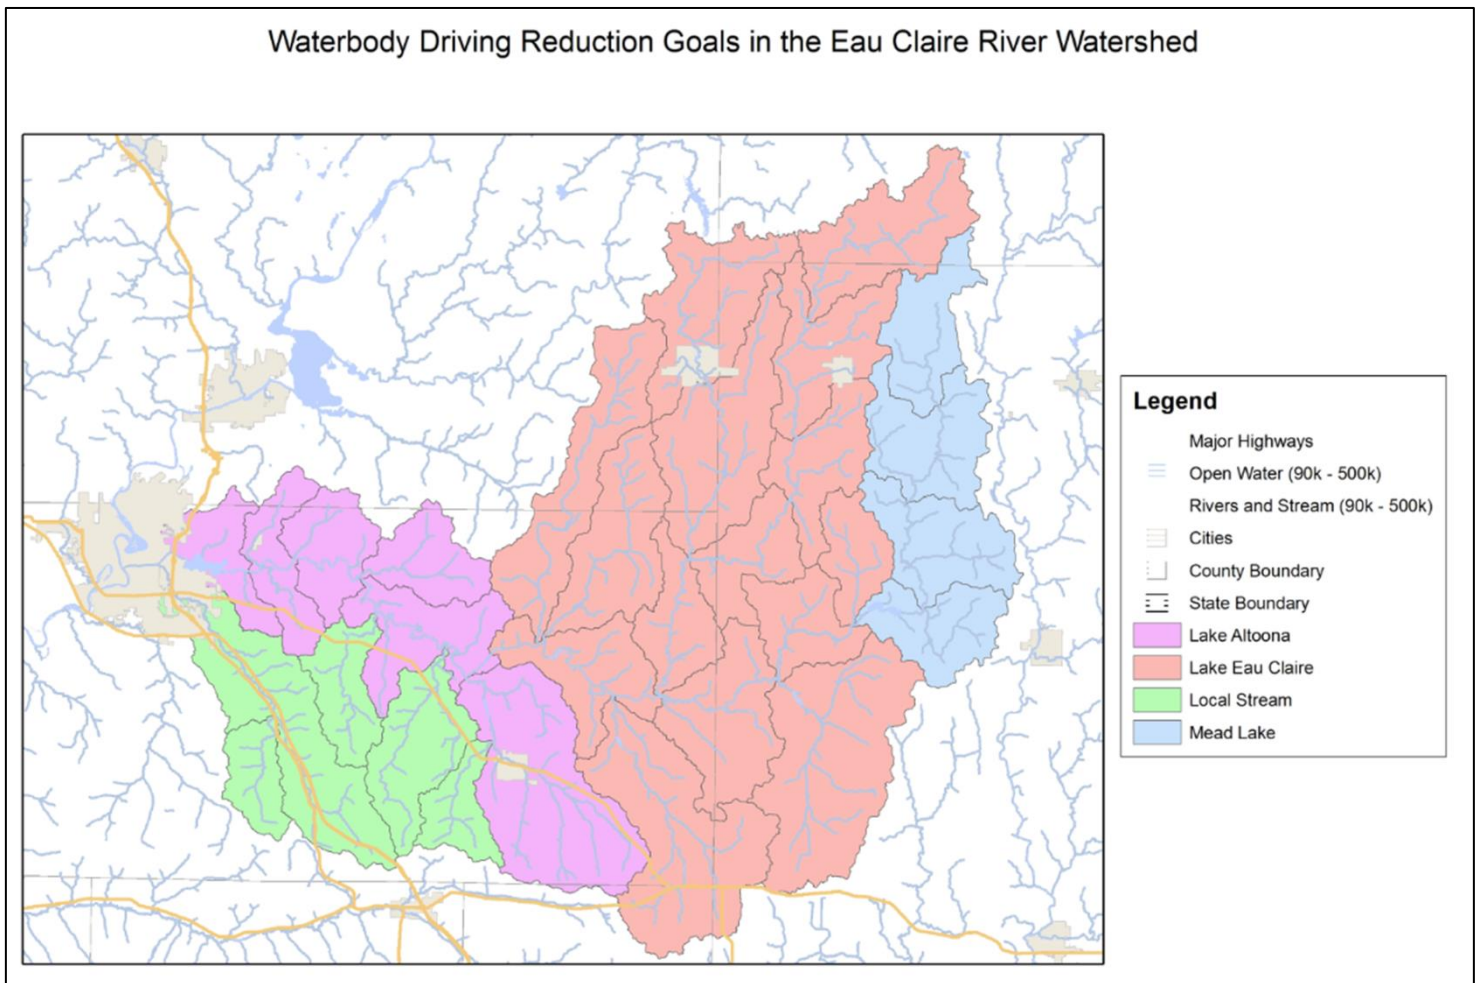 Waterbody Driving Reduction Goals in the Eau Claire River Watershed
Legend
Major Highways
Open Water (90k - 500k)
Rivers and Stream (90k - 500k)
Cities
County Boundary
State Boundary
Lake Altoona
Lake Eau Claire
Local Stream
Mead Lake